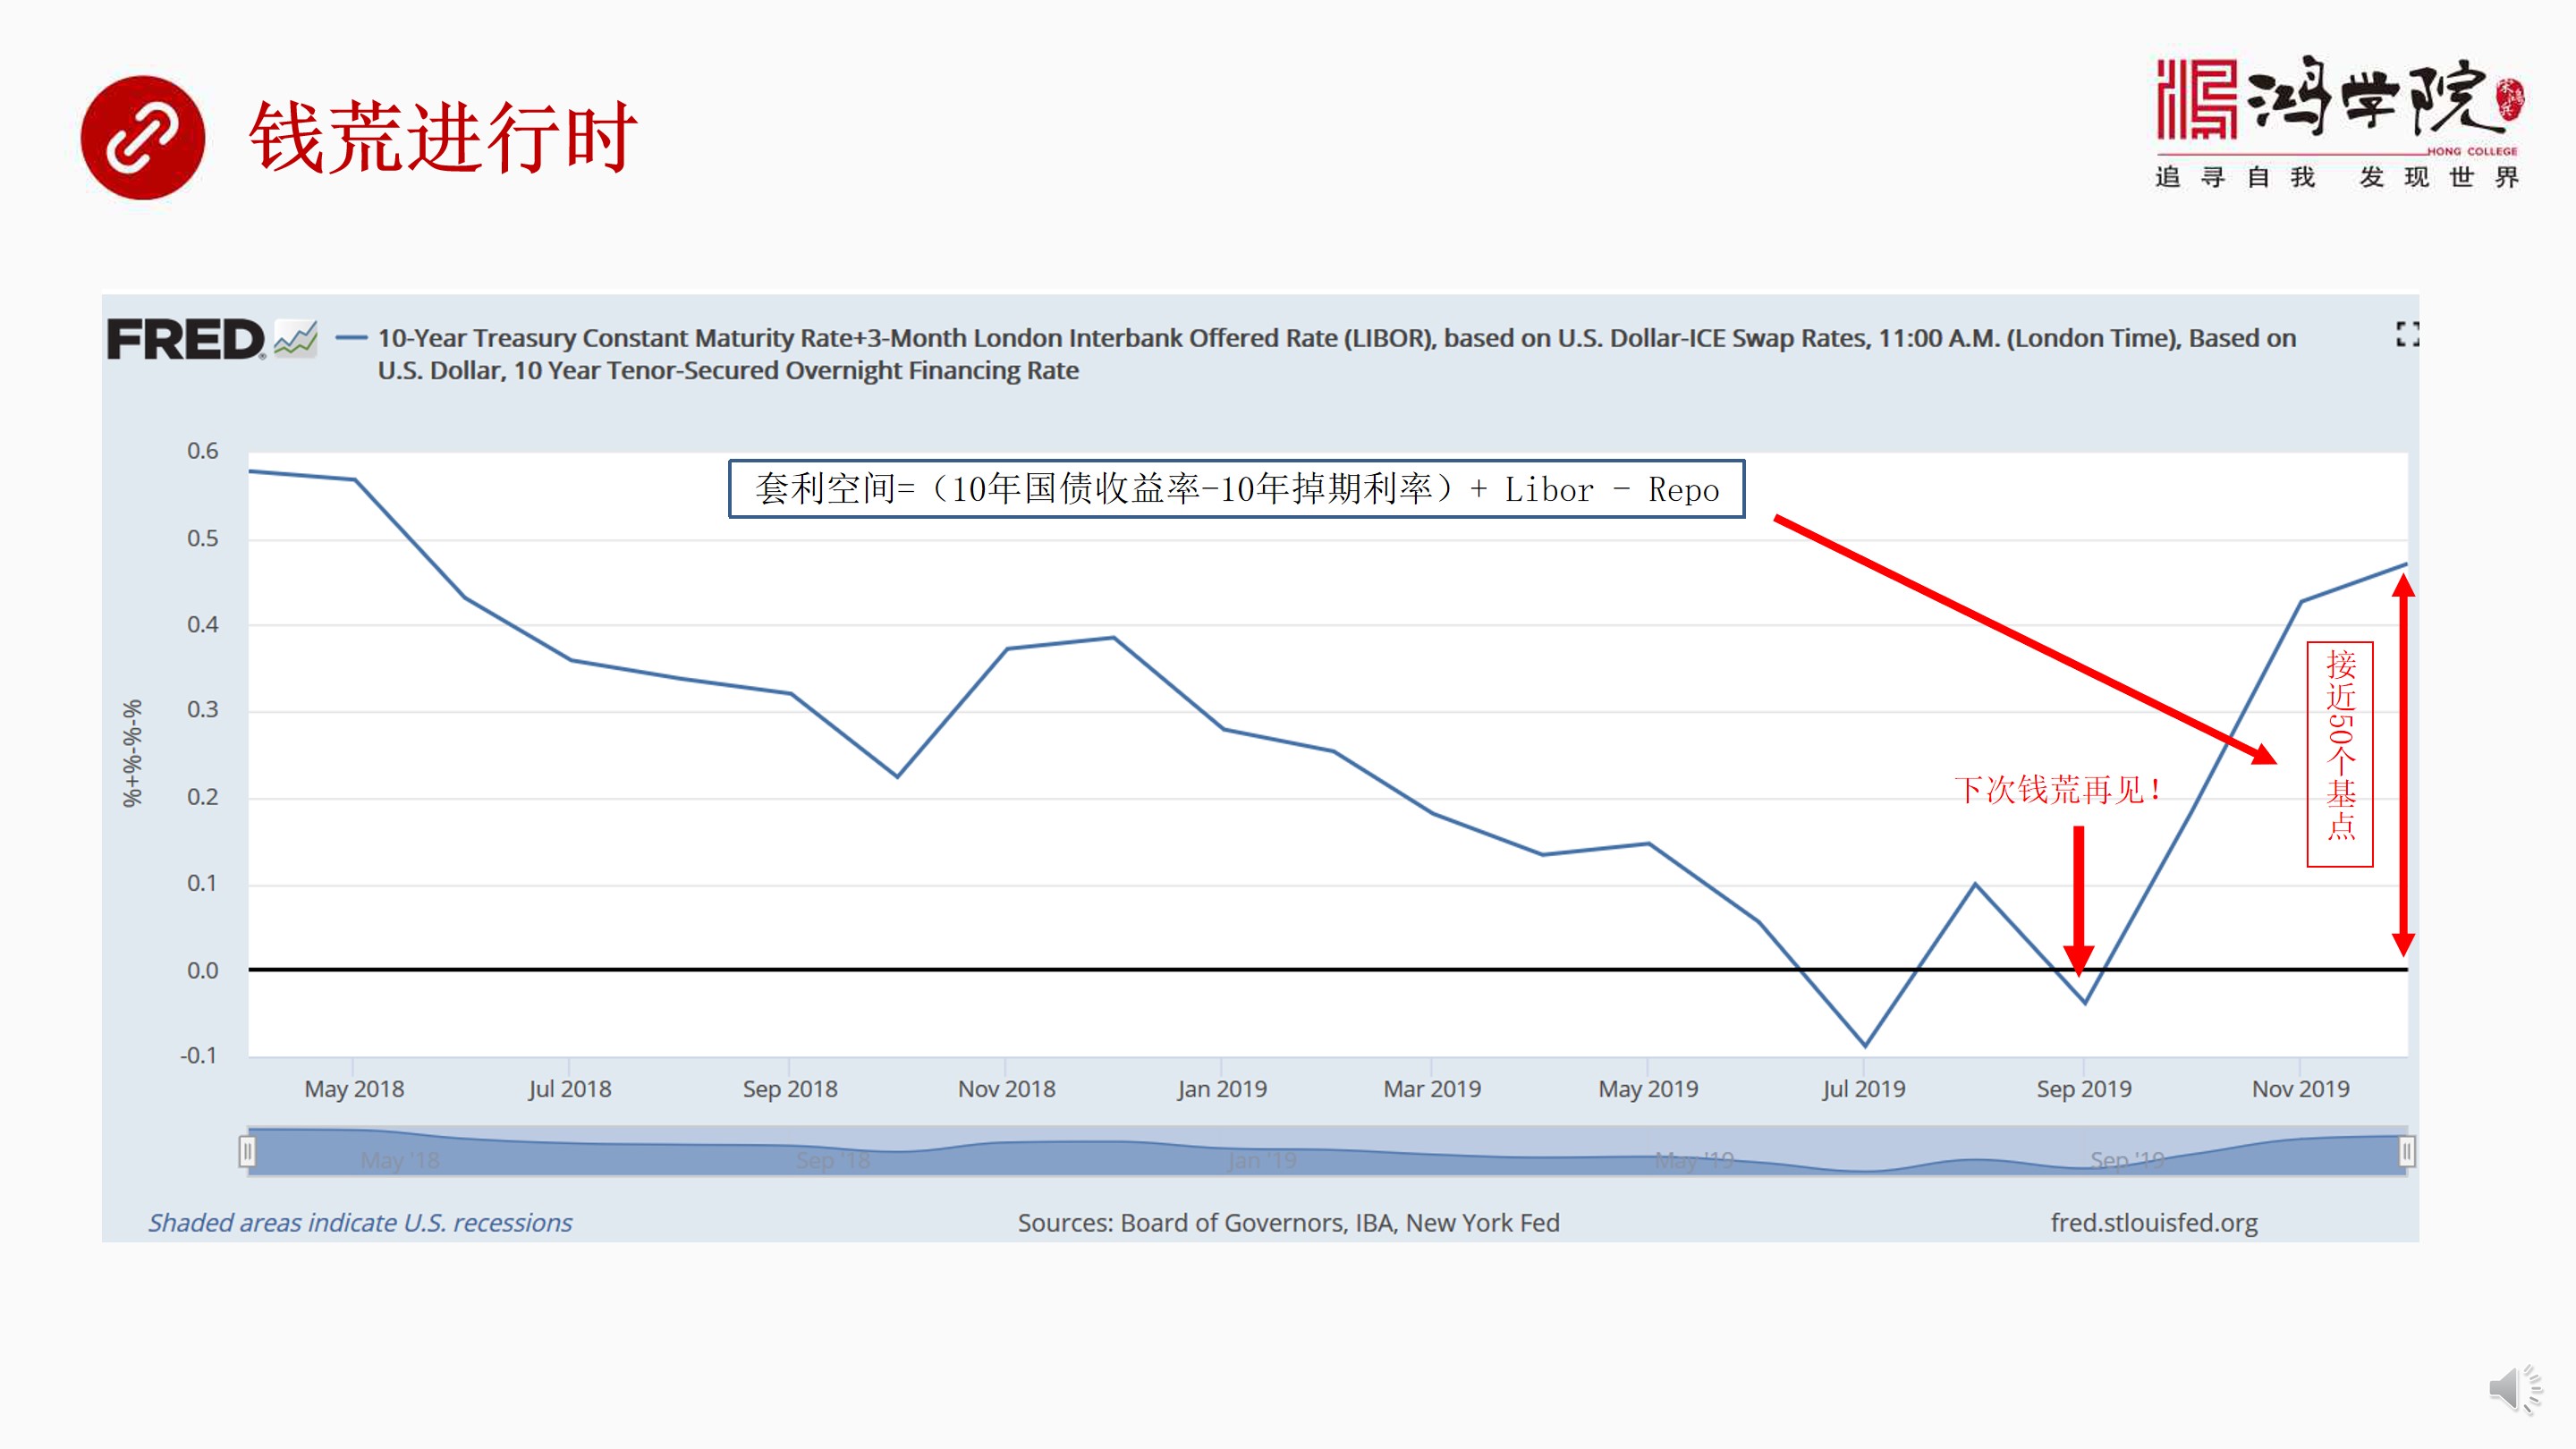 钱荒进行时
鸿学院
HONG COLLEGE
追寻自我 发现世界
FRED
10-Year Treasury Constant Maturity Rate+3-Month London Interbank Offered Rate (LIBOR), based on U.S. Dollar-ICE Swap Rates, 11:00 A.M. (London Time), Based on
U.S. Dollar, 10 Year Tenor-Secured Overnight Financing Rate
套利空间=（10年国债收益率-10年掉期利率）+ Libor - Repo
%+%-%-%
0.6
0.5
0.4
0.3
0.2
0.1
0.0
-0.1
接近50个基点
下次钱荒再见！
May 2018
Jul 2018
Sep 2018
Nov 2018
Jan 2019
Mar 2019
May 2019
Jul 2019
Sep 2019
Nov 2019
May '18
Sep '18
Jan '19
May '19
Sep '19
Shaded areas indicate U.S. recessions
Sources: Board of Governors, IBA, New York Fed
fred.stlouisfed.org